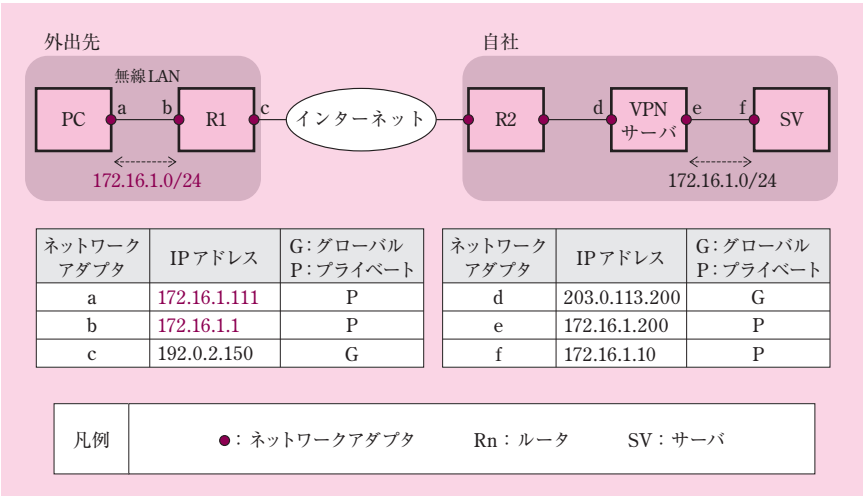 外出先
自社
無線LAN
PC
a
b
R1
c
インターネット
R2
d
VPN
サーバ
e
f
SV
172.16.1.0/24
172.16.1.0/24
ネットワーク
アダプタ
IPアドレス
G:グローバル
P:プライベート
a
172.16.1.111
P
b
172.16.1.1
P
c
192.0.2.150
G
ネットワーク
アダプタ
IPアドレス
G:グローバル
P:プライベート
d
203.0.113.200
G
e
172.16.1.200
P
f
172.16.1.10
P
凡例
●:ネットワークアダプタ Rn:ルータ SV:サーバ